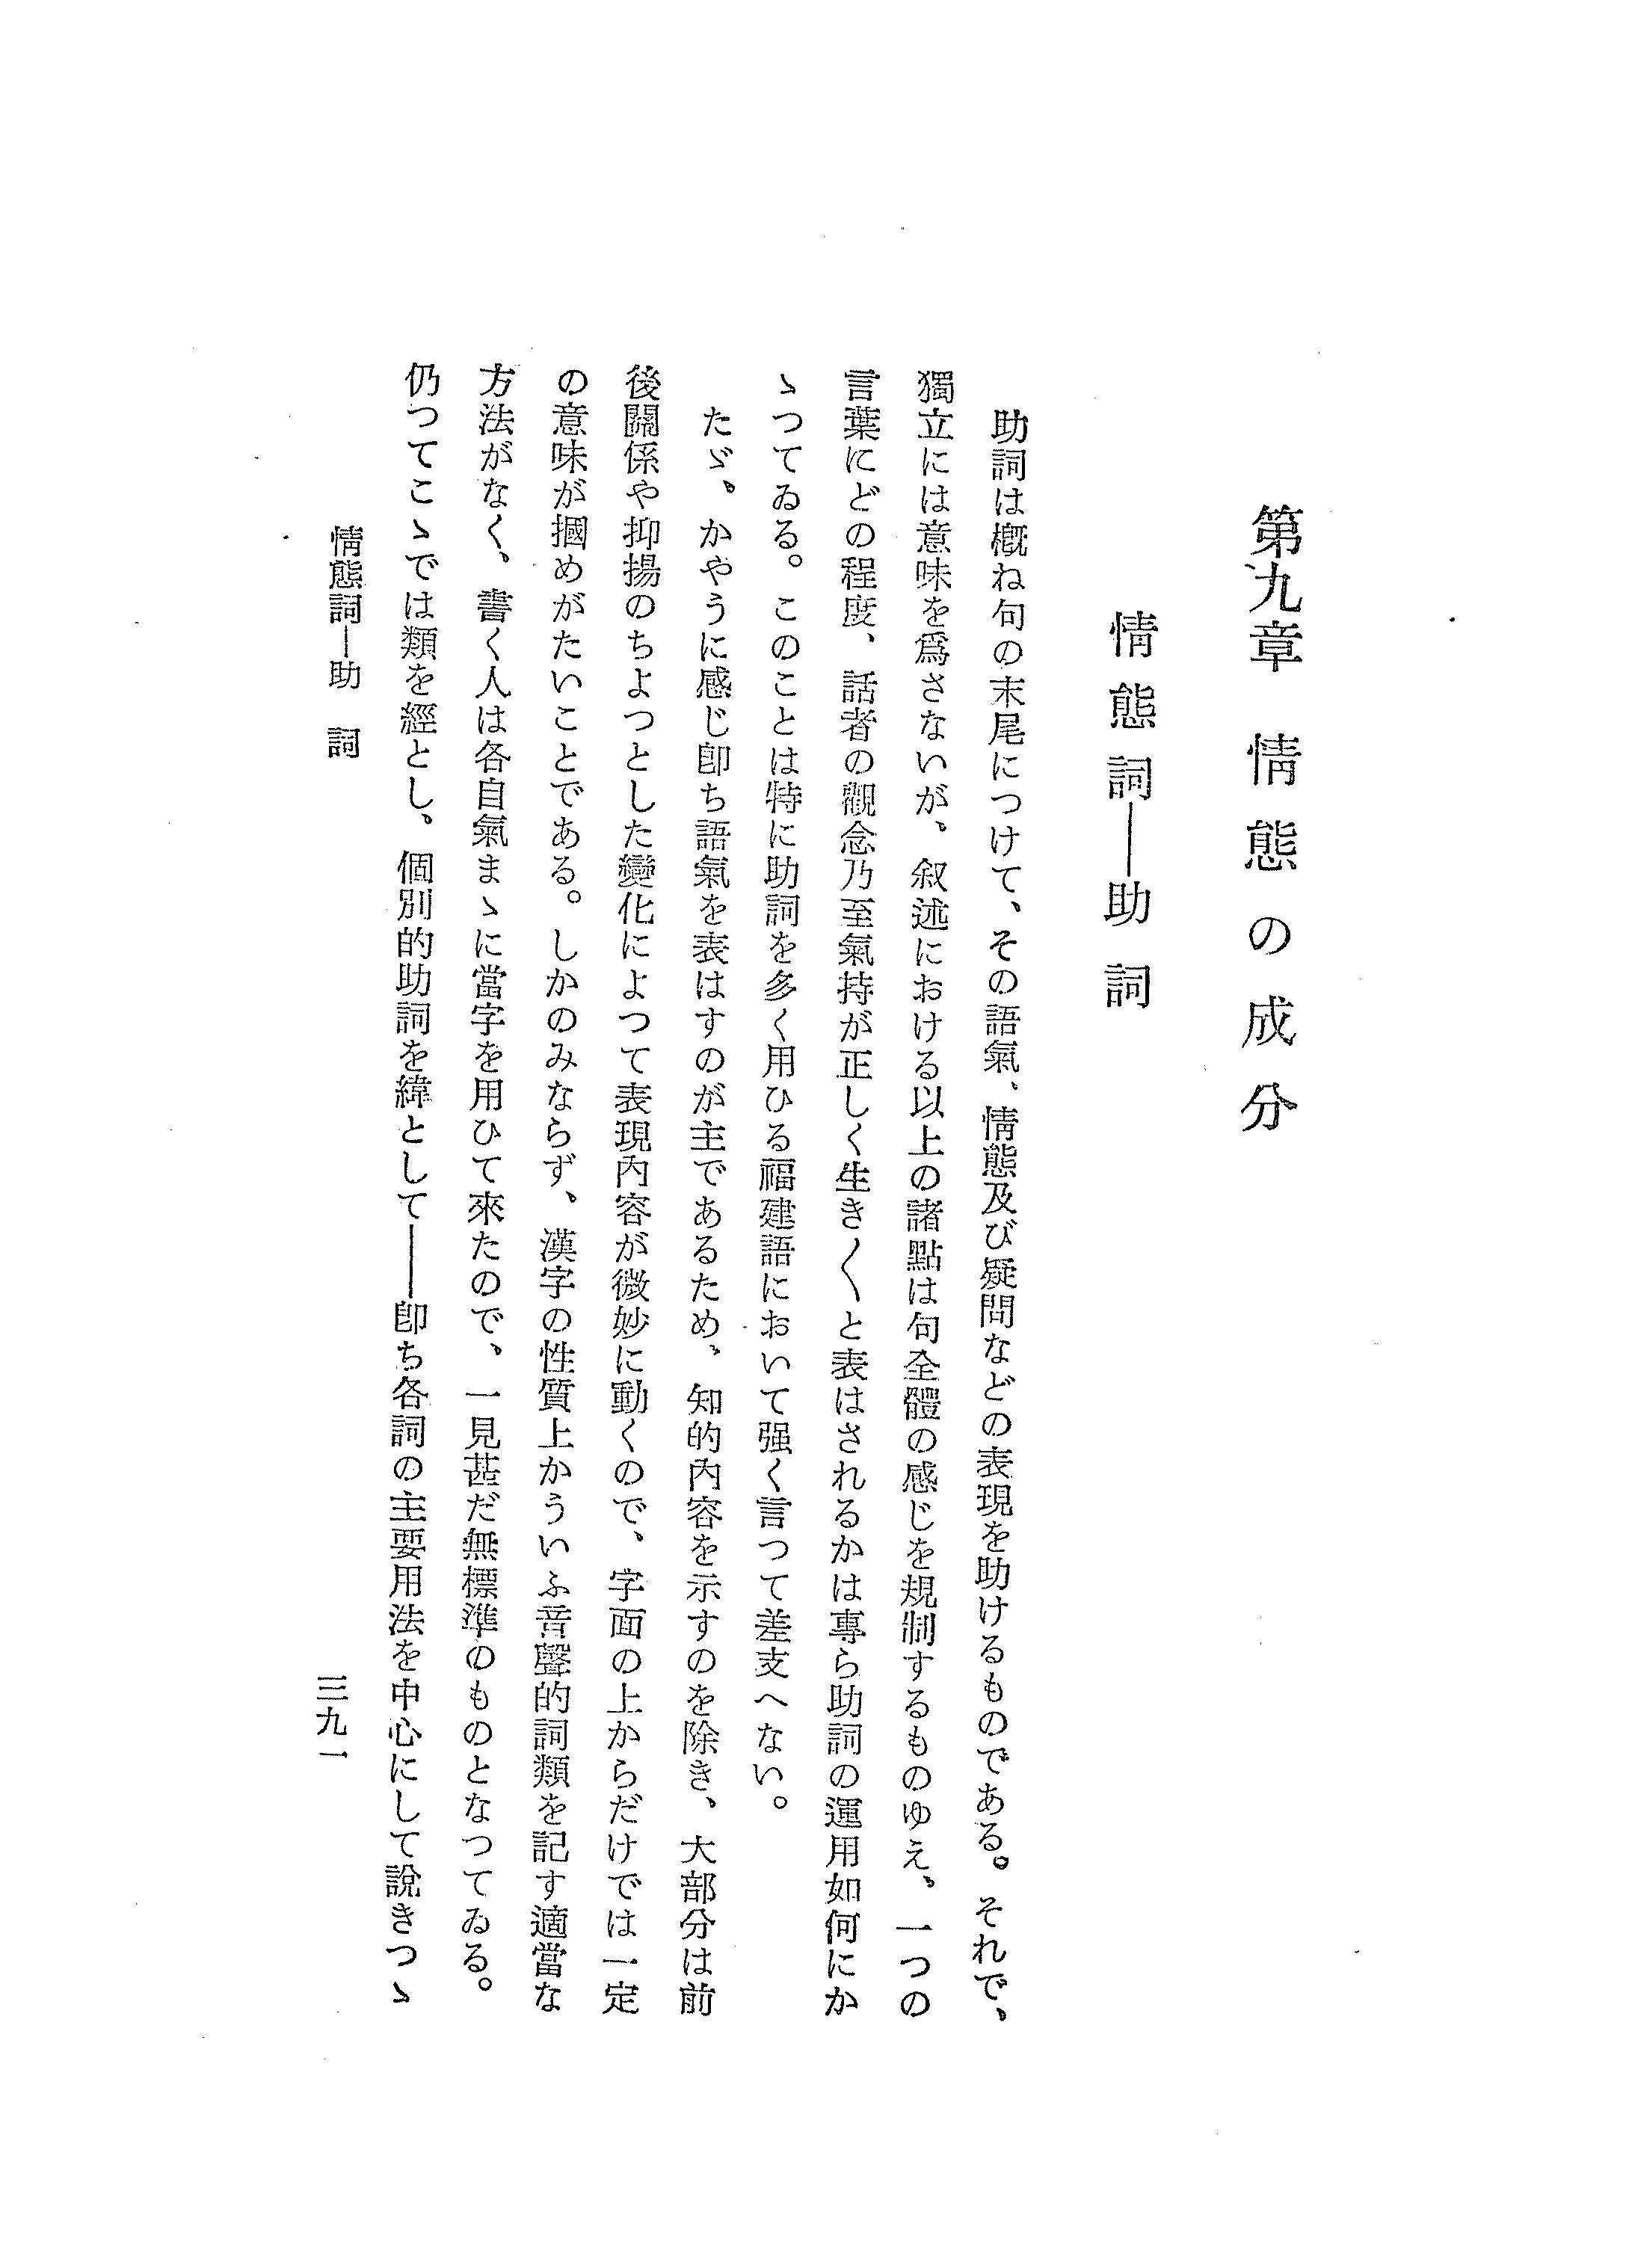 第九章　情態の成分
情態詞――助詞
助詞は槪ね句の末尾につけて、その語氣、情態及び疑問などの表現を助けるものである。それで、
獨立には意味を爲さないが、叙述における以上の諸點は句全體の感じを規制するものゆえ、一つの
言葉にどの程度、話者の觀念乃至氣持が正しく生き〱と表はされるかは專ら助詞の運用如何にか
ゝつてゐる。このことは特に助詞を多く用ひる福建語において强く言つて差支へない。
たゞ、かやうに感じ卽ち語氣を表はすのが主であるため、知的內容を示すのを除き、大部分は前
後關係や抑揚のちよつとした變化によつて表現內容が微妙に動くので、字面の上からだけでは一定
の意味が摑めがたいことである。しかのみならず、漢字の性質上かういふ音聲的詞類を記す適當な
方法がなく、書く人は各自氣まゝに當字を用ひて來たので、一見甚だ無標準のものとなつてゐる。
仍つてこゝでは類を經とし、個別的助詞を緯として――卽ち各詞の主要用法を中心にして說きつゝ
情態詞―助　詞
三九一